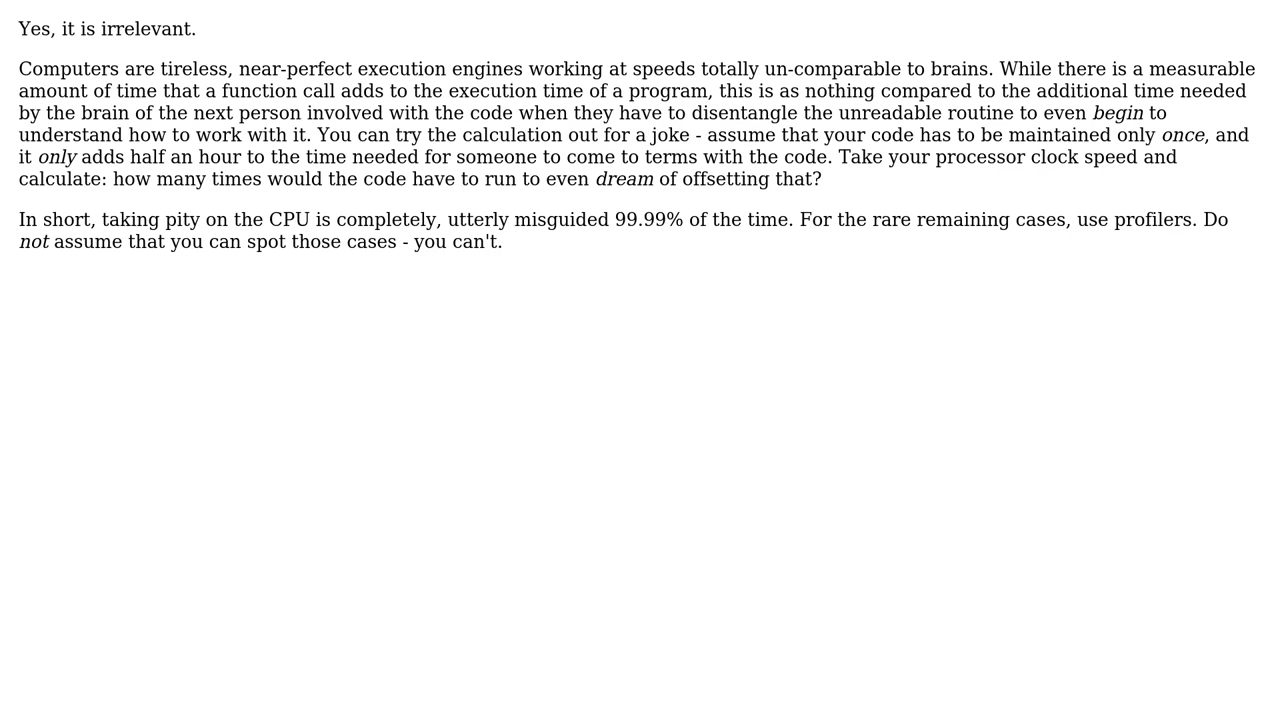 Yes, it is irrelevant.
Computers are tireless, near-perfect execution engines working at speeds totally un-comparable to brains. While there is a measurable
amount of time that a function call adds to the execution time of a program, this is as nothing compared to the additional time needed
by the brain of the next person involved with the code when they have to disentangle the unreadable routine to even begin to
understand how to work with it. You can try the calculation out for a joke - assume that your code has to be maintained only once, and
it only adds half an hour to the time needed for someone to come to terms with the code. Take your processor clock speed and
calculate: how many times would the code have to run to even dream of offsetting that?
In short, taking pity on the CPU is completely, utterly misguided 99.99% of the time. For the rare remaining cases, use profilers. Do
not assume that you can spot those cases - you can't.